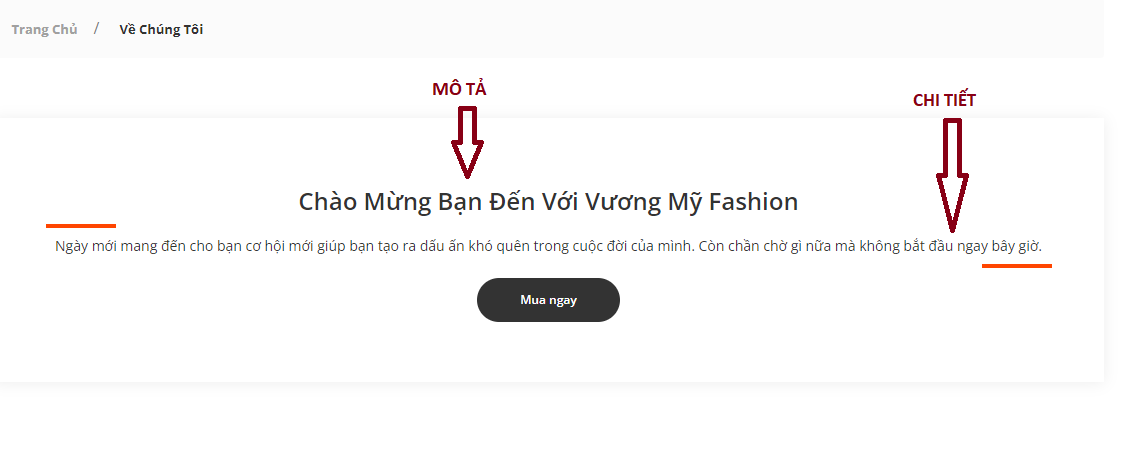 Trang Chủ / Về Chúng Tôi
MÔ TẢ
CHI TIẾT
Chào Mừng Bạn Đến Với Vương Mỹ Fashion
Ngày mới mang đến cho bạn cơ hội mới giúp bạn tạo ra dấu ấn khó quên trong cuộc đời của mình. Còn chần chờ gì nữa mà không bắt đầu ngay bây giờ.
Mua ngay